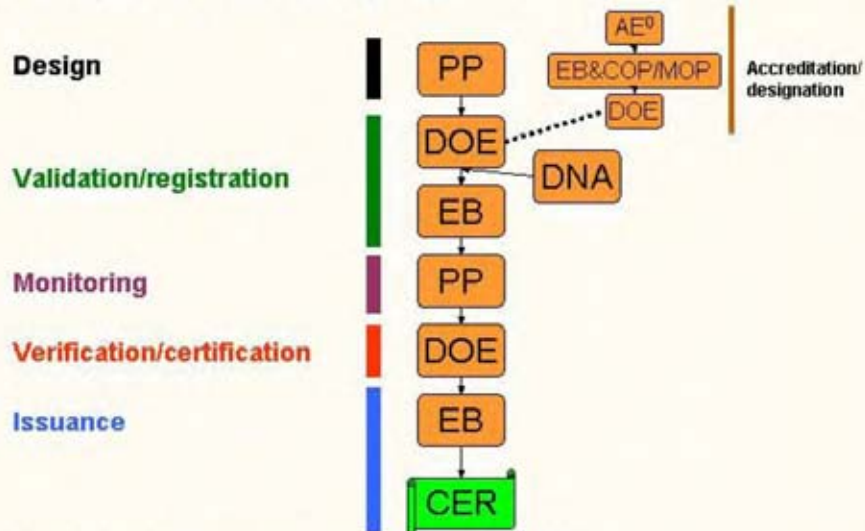 AE⁰
Design
PP
EB&COP/MOP
Accreditation/
designation
DOE
DOE
Validation/registration
DNA
EB
Monitoring
PP
Verification/certification
DOE
Issuance
EB
CER